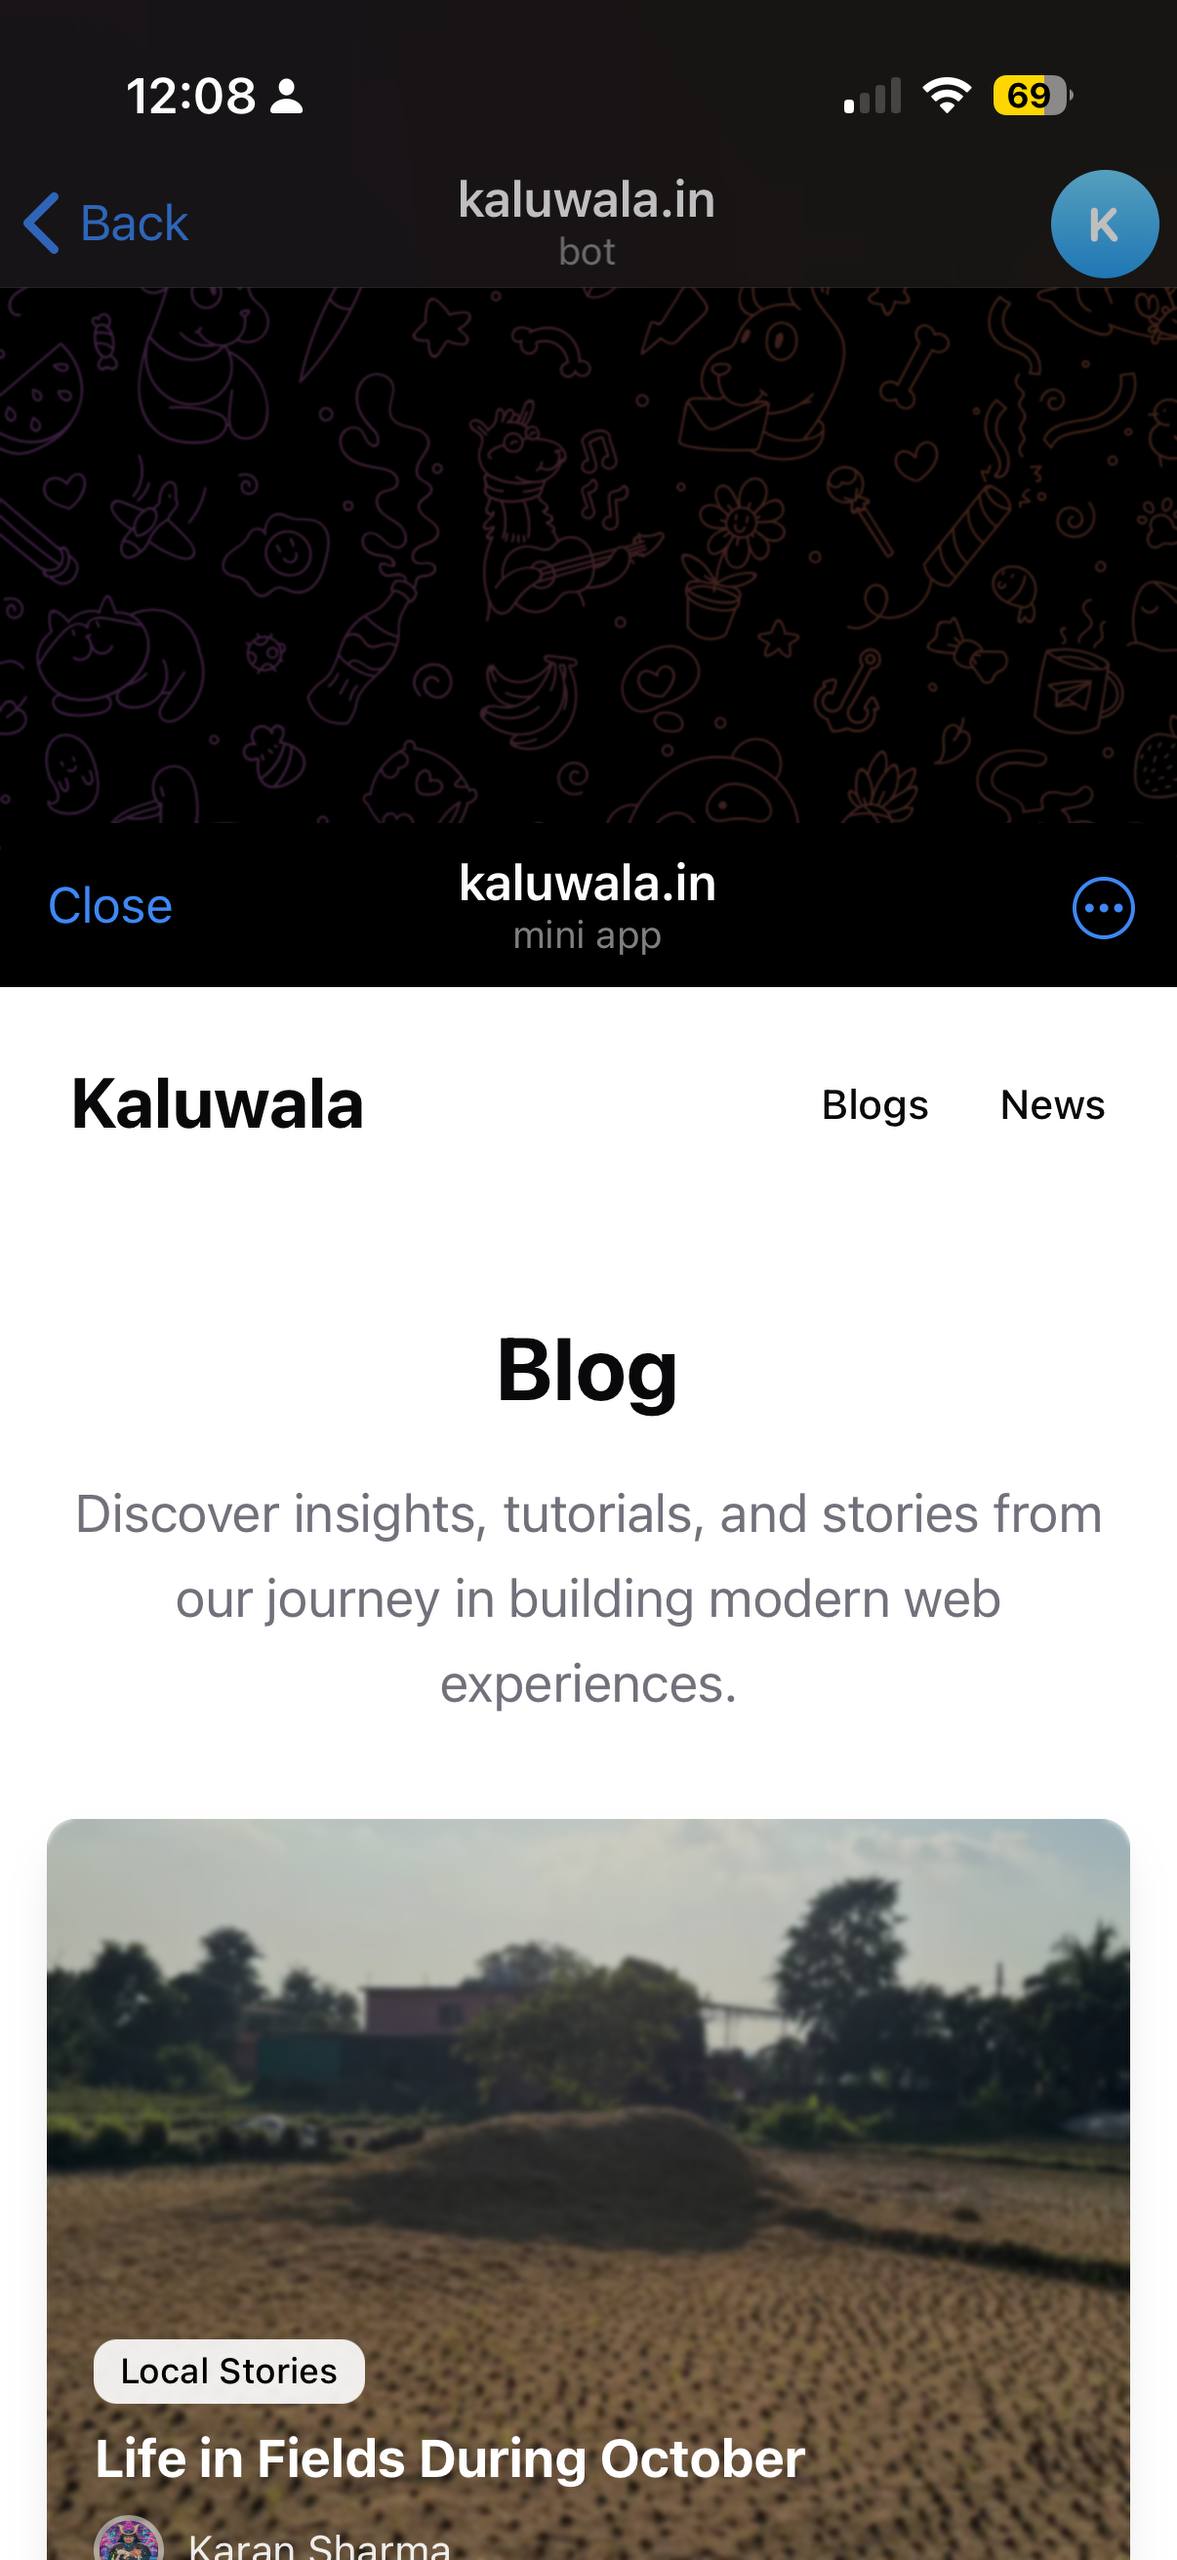 12:08
69
Back
kaluwala.in
bot
K
Close
kaluwala.in
mini app
Kaluwala
Blogs
News
Blog
Discover insights, tutorials, and stories from
our journey in building modern web
experiences.
Local Stories
Life in Fields During October
Karan Sharma